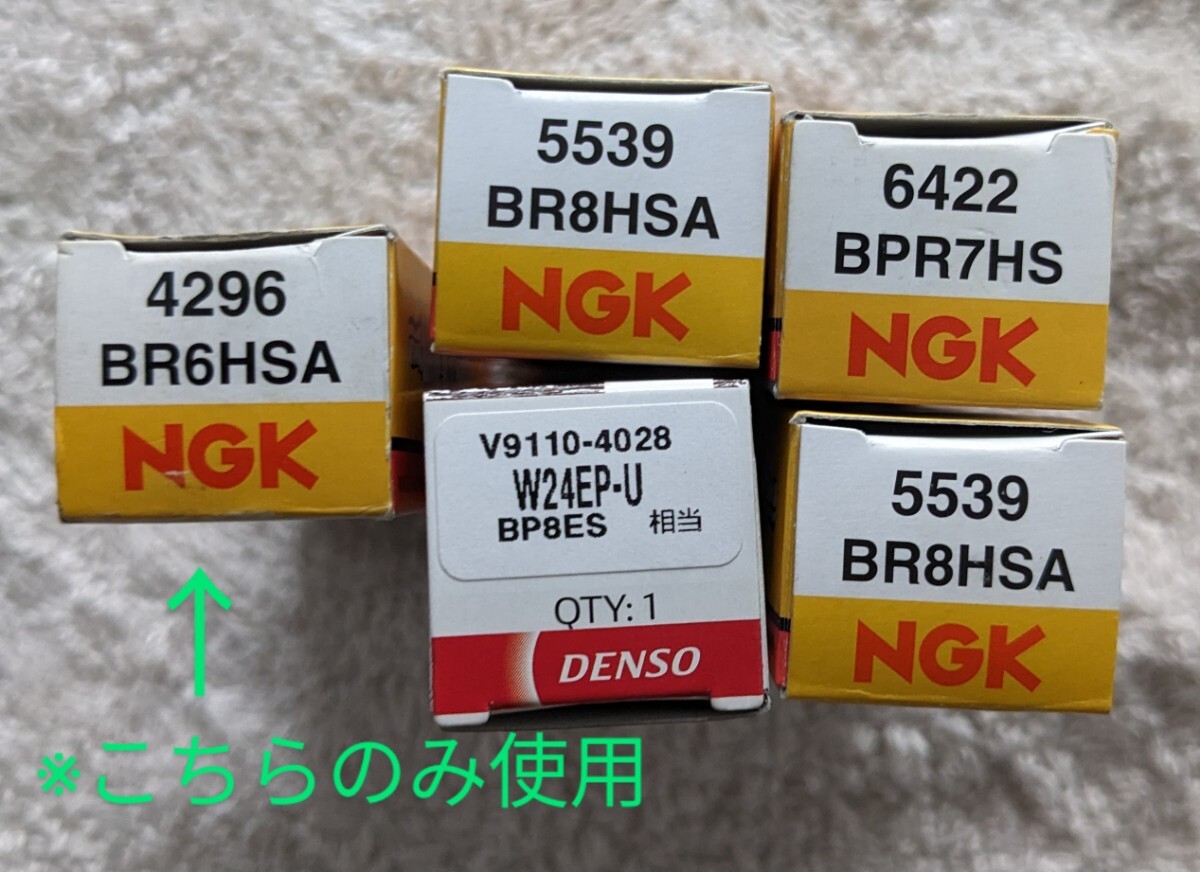 5539
BR8HSA
NGK
6422
BPR7HS
NGK
4296
BR6HSA
NGK
V9110-4028
W24EP-U
BP8ES 相当
QTY: 1
DENSO
5539
BR8HSA
NGK
※こちらのみ使用